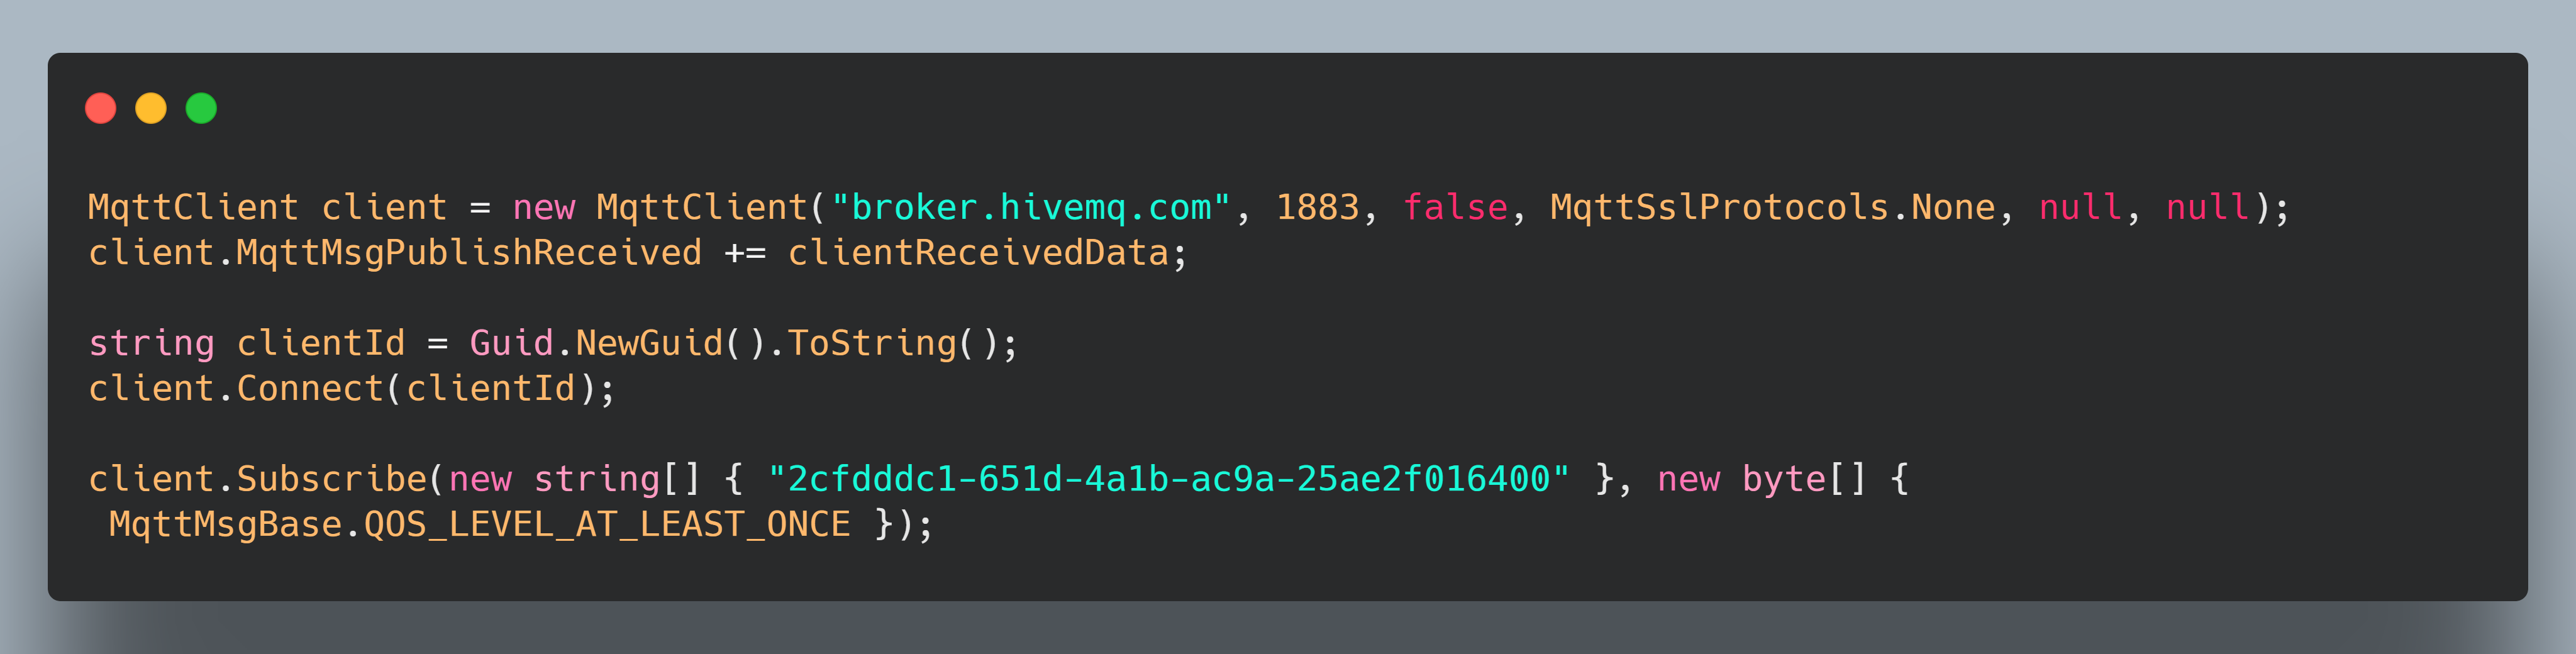 MqttClient client = new MqttClient("broker.hivemq.com", 1883, false, MqttSslProtocols.None, null, null);
client.MqttMsgPublishReceived += clientReceivedData;
string clientId = Guid.NewGuid().ToString();
client.Connect(clientId);
client.Subscribe(new string[] { "2cfdddc1-651d-4a1b-ac9a-25ae2f016400" }, new byte[] {
MqttMsgBase.QOS_LEVEL_AT_LEAST_ONCE });